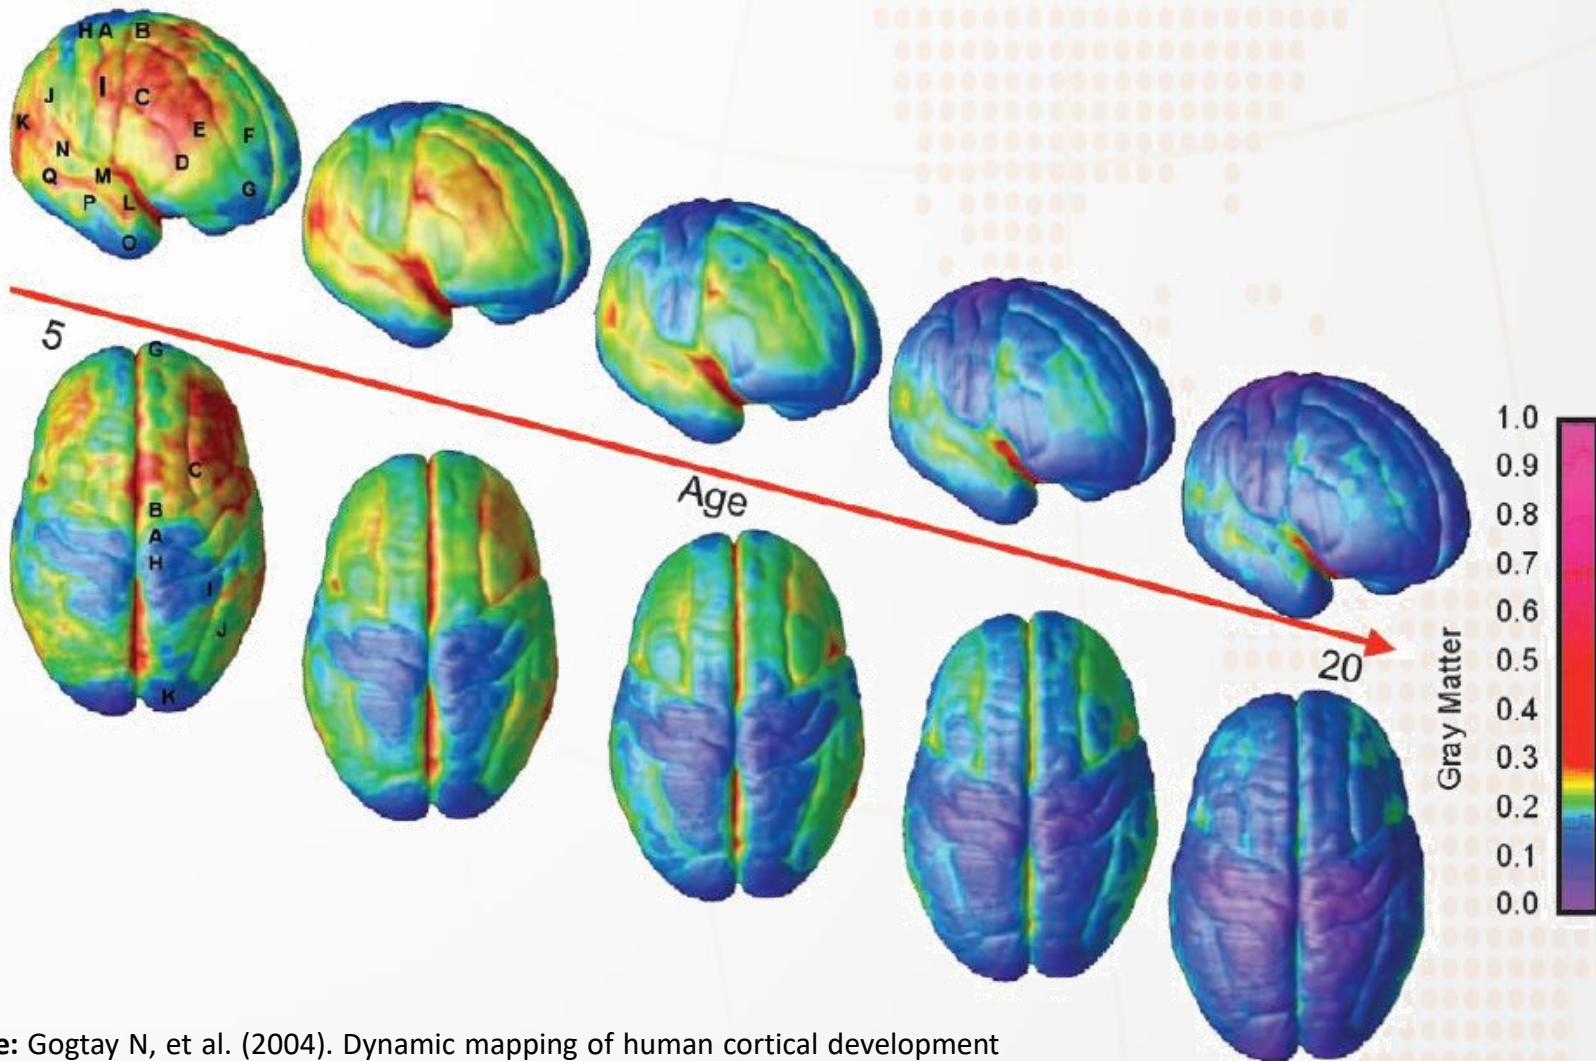 H A B
I
J C
K E F
N D
Q M G
P L
O
5
G
C
B
A
H
I
J
K
Age
20
Gray Matter
1.0
0.9
0.8
0.7
0.6
0.5
0.4
0.3
0.2
0.1
0.0
e: Gogtay N, et al. (2004). Dynamic mapping of human cortical development